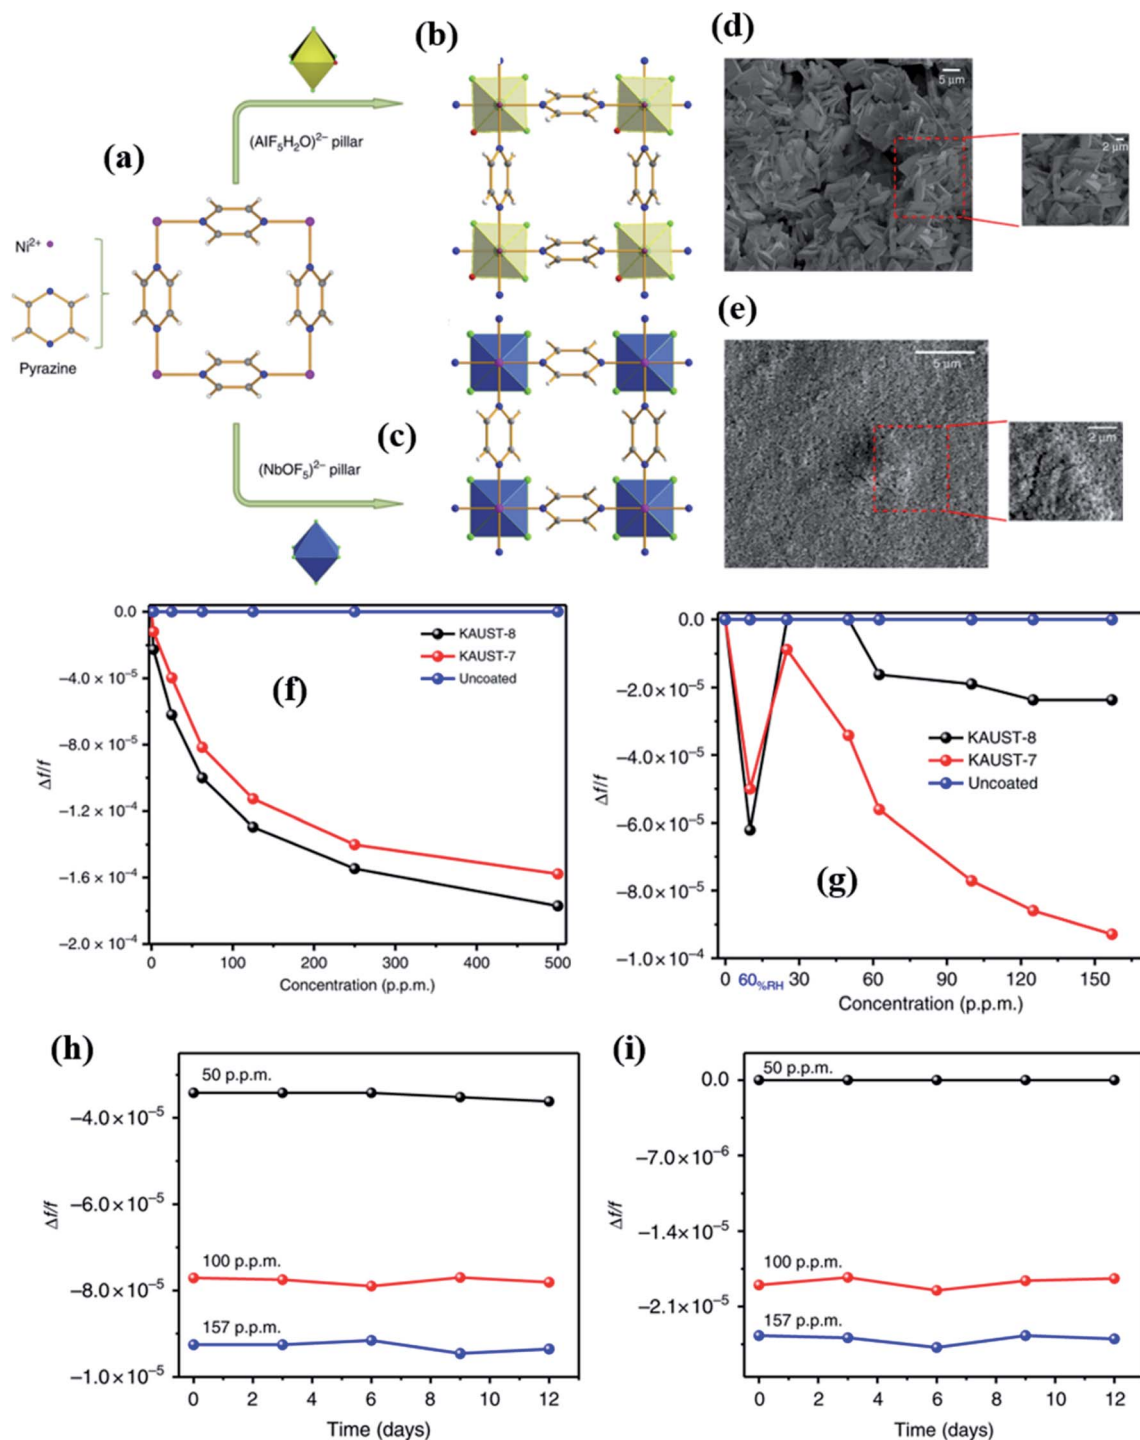 (a)
Ni²⁺
Pyrazine
(AlF₅H₂O)²⁻ pillar
(NbOF₅)²⁻ pillar
(b)
(c)
(d)
5 μm
2 μm
(e)
5 μm
2 μm
0.0
−4.0 × 10⁻⁵
−8.0 × 10⁻⁵
−1.2 × 10⁻⁴
−1.6 × 10⁻⁴
−2.0 × 10⁻⁴
Δf/f
(f)
KAUST-8
KAUST-7
Uncoated
0 100 200 300 400 500
Concentration (p.p.m.)
0.0
−2.0 × 10⁻⁵
−4.0 × 10⁻⁵
−6.0 × 10⁻⁵
−8.0 × 10⁻⁵
−1.0 × 10⁻⁴
Δf/f
KAUST-8
KAUST-7
Uncoated
(g)
0 60%RH 30 60 90 120 150
Concentration (p.p.m.)
(h)
50 p.p.m.
100 p.p.m.
157 p.p.m.
−4.0×10⁻⁵
−6.0×10⁻⁵
−8.0×10⁻⁵
−1.0×10⁻⁵
Δf/f
0 2 4 6 8 10 12
Time (days)
(i)
50 p.p.m.
100 p.p.m.
157 p.p.m.
0.0
−7.0×10⁻⁶
−1.4×10⁻⁵
−2.1×10⁻⁵
Δf/f
0 2 4 6 8 10 12
Time (days)